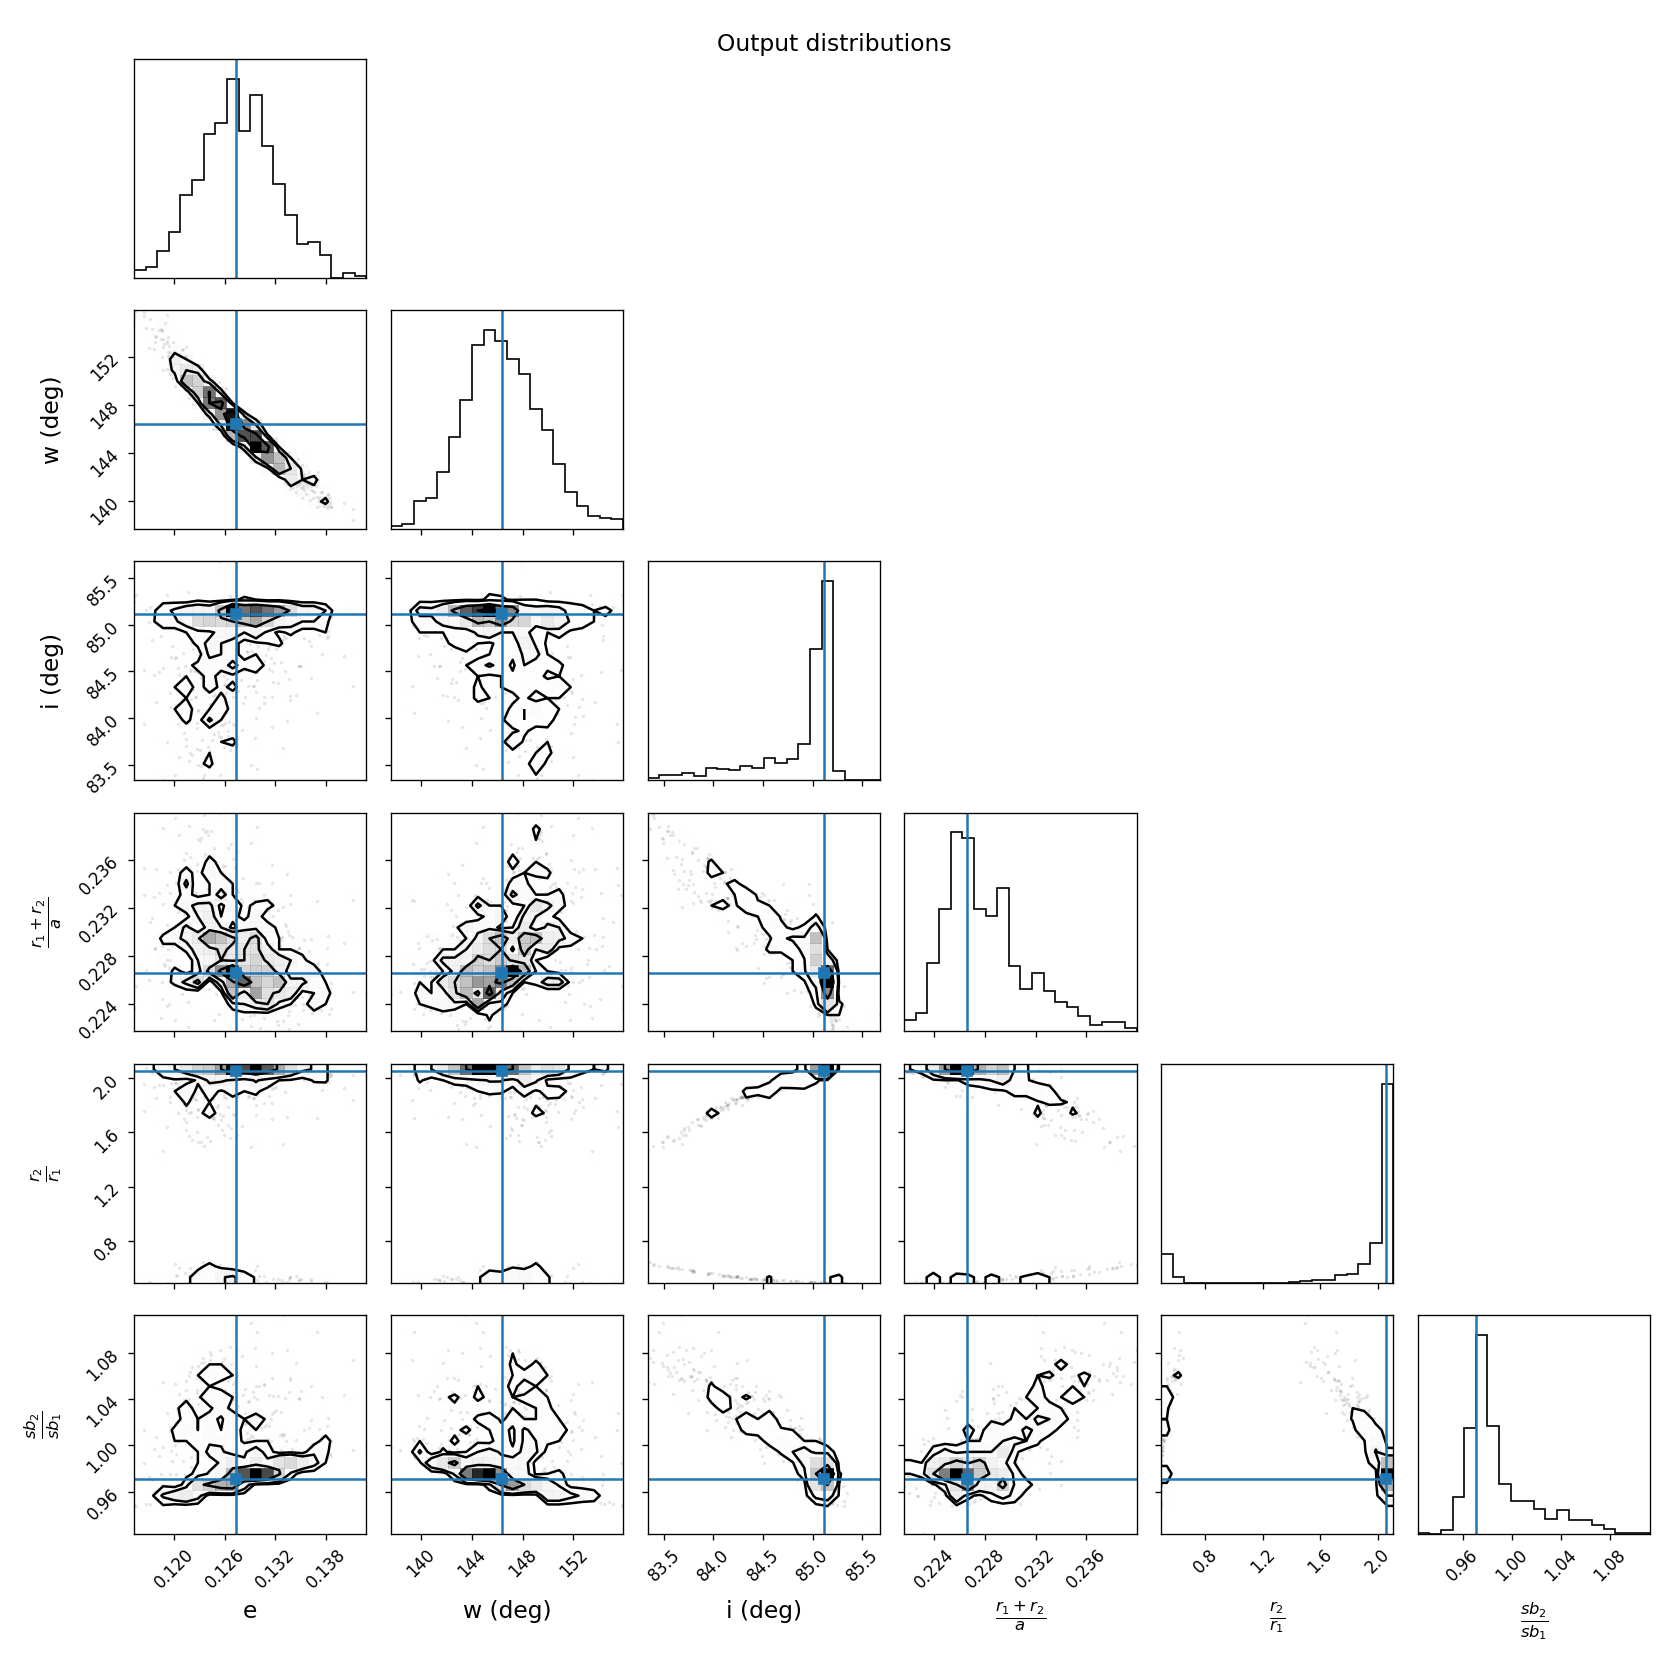 Output distributions
w (deg)
152
148
144
140
i (deg)
85.5
85.0
84.5
84.0
83.5
r₁ + r₂
a
0.236
0.232
0.228
0.224
r₂
r₁
2.0
1.6
1.2
0.8
sb₂
sb₁
1.08
1.04
1.00
0.96
0.120 0.126 0.132 0.138 140 144 148 152 83.5 84.0 84.5 85.0 85.5 0.224 0.228 0.232 0.236 0.8 1.2 1.6 2.0 0.96 1.00 1.04 1.08
e w (deg) i (deg)
r₁ + r₂
a
r₂
r₁
sb₂
sb₁